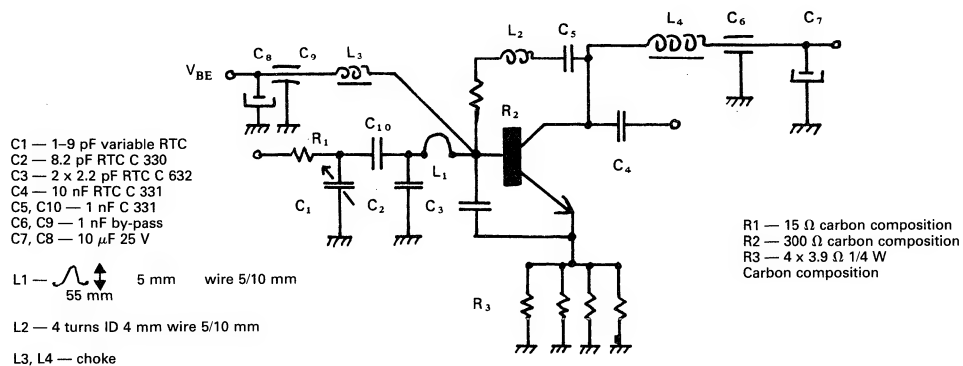 L4
C6
C7
L2
C5
C8
C9
L3
VBE
R2
C10
R1
L1
C4
C1
C2
C3
R3
C1 — 1–9 pF variable RTC
C2 — 8.2 pF RTC C 330
C3 — 2 x 2.2 pF RTC C 632
C4 — 10 nF RTC C 331
C5, C10 — 1 nF C 331
C6, C9 — 1 nF by-pass
C7, C8 — 10 μF 25 V
L1 — 5 mm wire 5/10 mm
55 mm
L2 — 4 turns ID 4 mm wire 5/10 mm
L3, L4 — choke
R1 — 15 Ω carbon composition
R2 — 300 Ω carbon composition
R3 — 4 x 3.9 Ω 1/4 W
Carbon composition